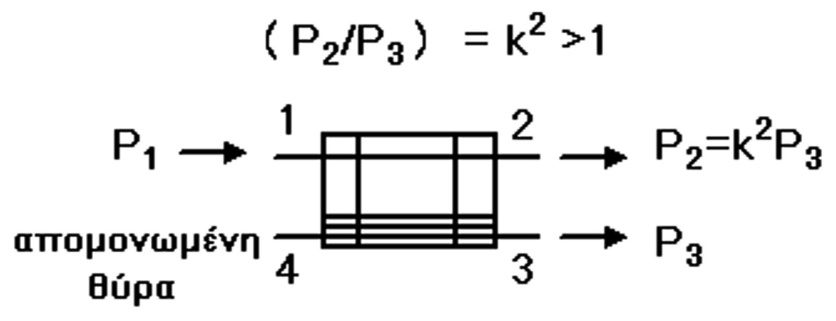 ( P₂/P₃ ) = k² >1
1 2
P₁ P₂=k²P₃
απομονωμένη P₃
θύρα 4 3